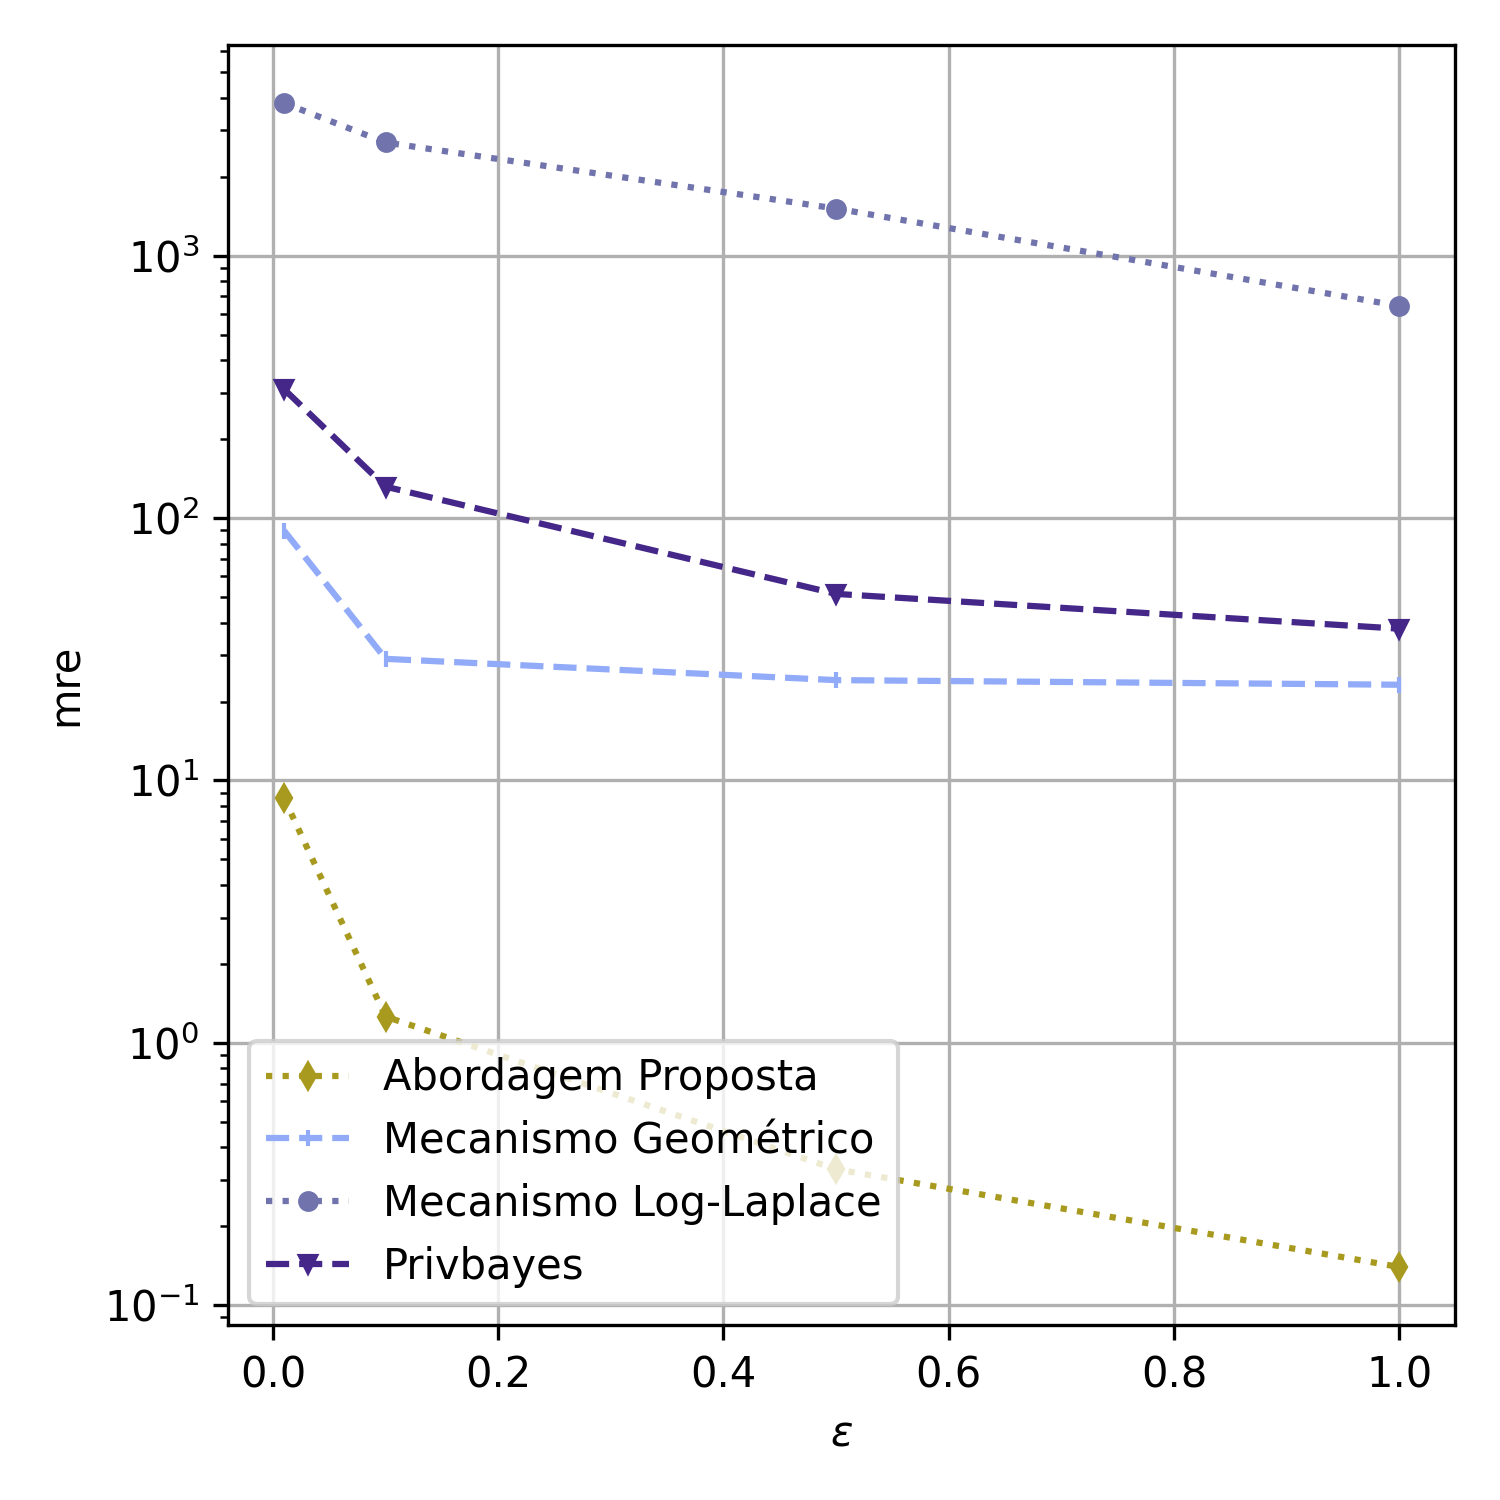 10³
10²
10¹
10⁰
10⁻¹
mre
Abordagem Proposta
Mecanismo Geométrico
Mecanismo Log-Laplace
Privbayes
0.0 0.2 0.4 0.6 0.8 1.0
ε